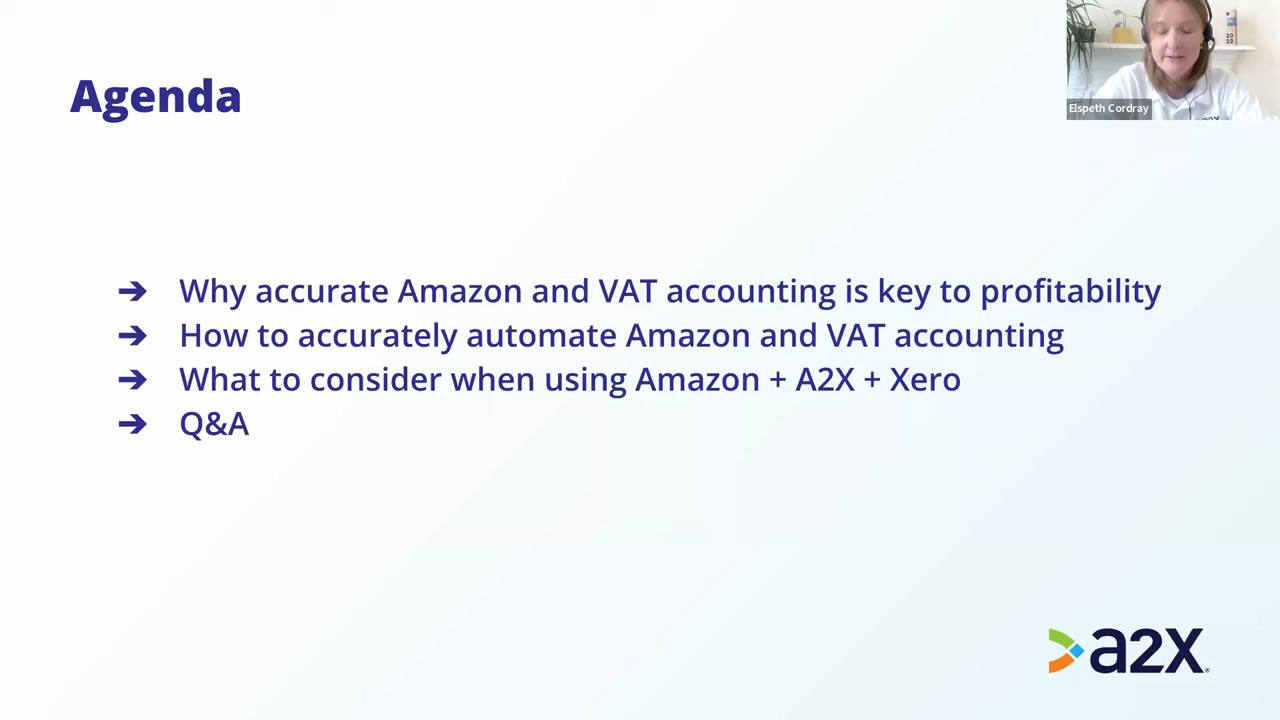 Agenda
Elspeth Cordray
➔ Why accurate Amazon and VAT accounting is key to profitability
➔ How to accurately automate Amazon and VAT accounting
➔ What to consider when using Amazon + A2X + Xero
➔ Q&A
a2X